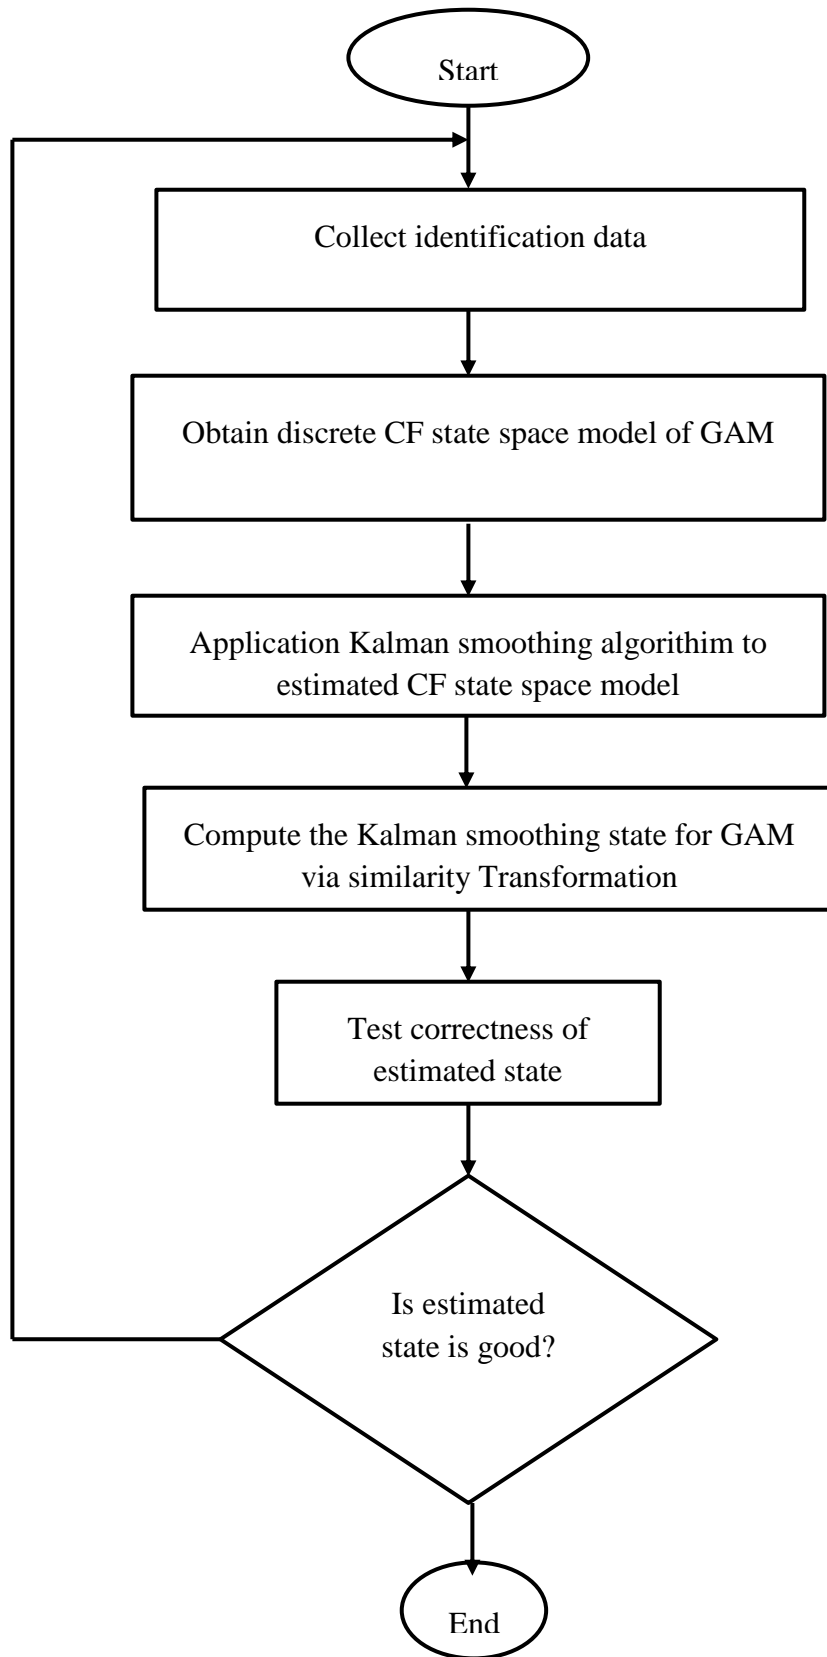 Start
Collect identification data
Obtain discrete CF state space model of GAM
Application Kalman smoothing algorithim to
estimated CF state space model
Compute the Kalman smoothing state for GAM
via similarity Transformation
Test correctness of
estimated state
Is estimated
state is good?
End